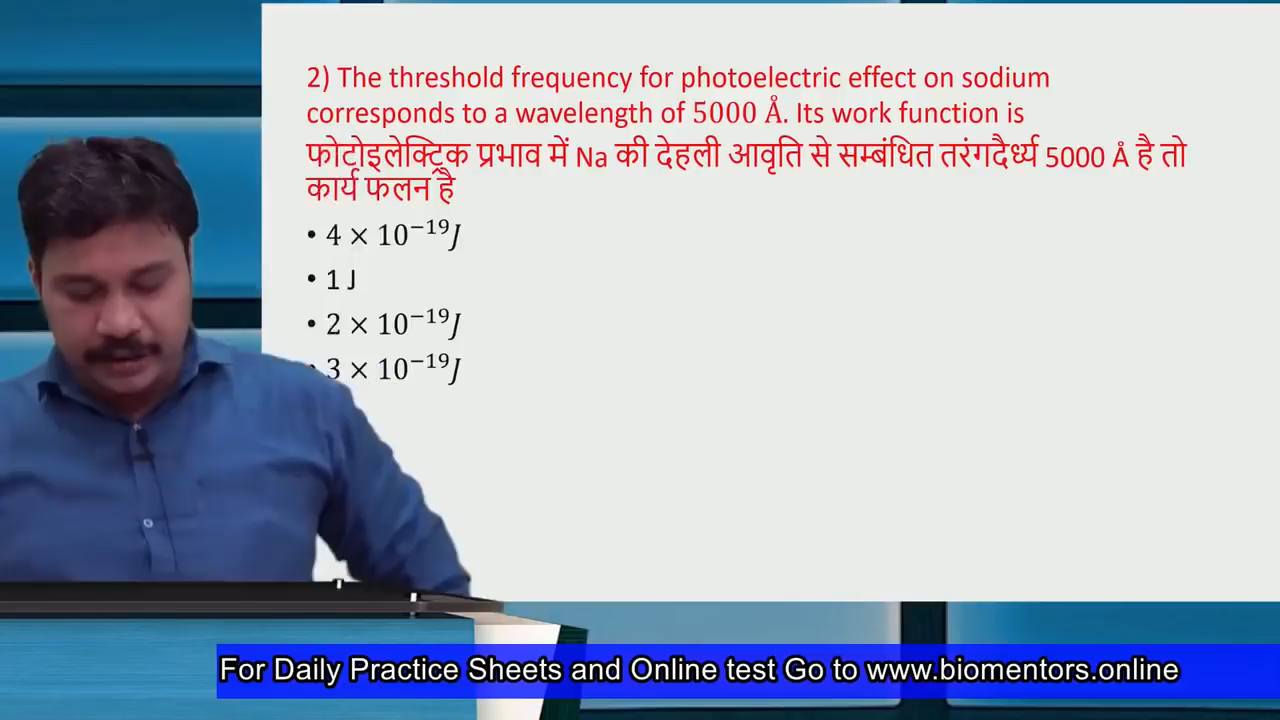 2) The threshold frequency for photoelectric effect on sodium
corresponds to a wavelength of 5000 Å. Its work function is
फोटोइलेक्ट्रिक प्रभाव में Na की देहली आवृति से सम्बंधित तरंगदैर्ध्य 5000 Å है तो
कार्य फलन है
• 4 × 10⁻¹⁹J
• 1 J
• 2 × 10⁻¹⁹J
• 3 × 10⁻¹⁹J
For Daily Practice Sheets and Online test Go to www.biomentors.online